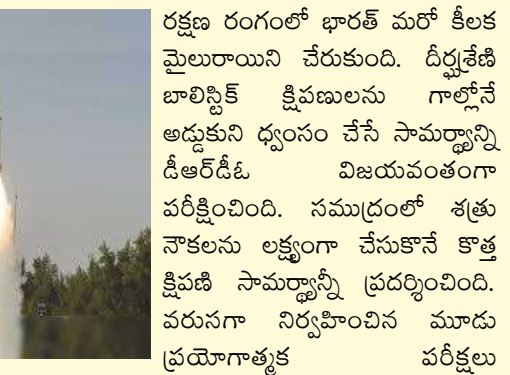 రక్షణ రంగంలో భారత్ మరో కీలక
మైలురాయిని చేరుకుంది. దీర్ఘశ్రేణి
బాలిస్టిక్ క్షిపణులను గాల్లోనే
అడ్డుకుని ధ్వంసం చేసే సామర్థ్యాన్ని
డీఆర్‌డీఓ విజయవంతంగా
పరీక్షించింది. సముద్రంలో శత్రు
నౌకలను లక్ష్యంగా చేసుకొనే కొత్త
క్షిపణి సామర్థ్యాన్నీ ప్రదర్శించింది.
వరుసగా నిర్వహించిన మూడు
ప్రయోగాత్మక పరీక్షలు